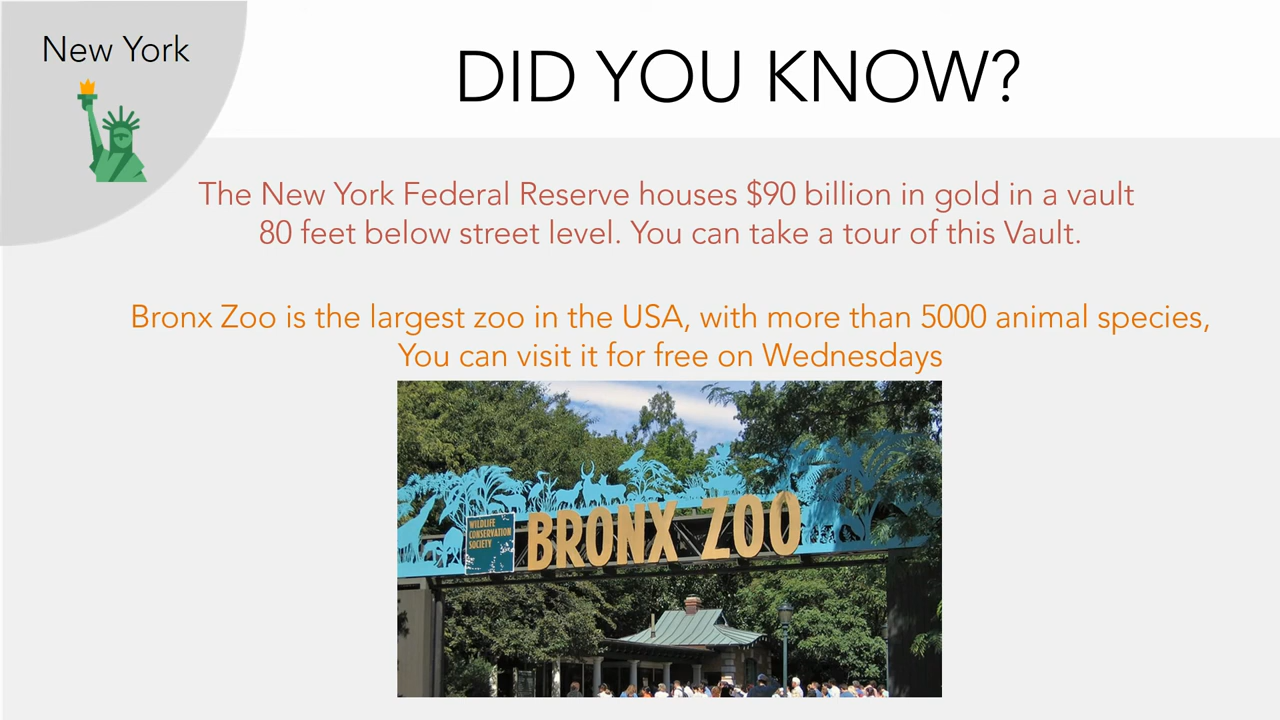 New York
DID YOU KNOW?
The New York Federal Reserve houses $90 billion in gold in a vault
80 feet below street level. You can take a tour of this Vault.
Bronx Zoo is the largest zoo in the USA, with more than 5000 animal species,
You can visit it for free on Wednesdays
WILDLIFE
CONSERVATION
SOCIETY
BRONX ZOO